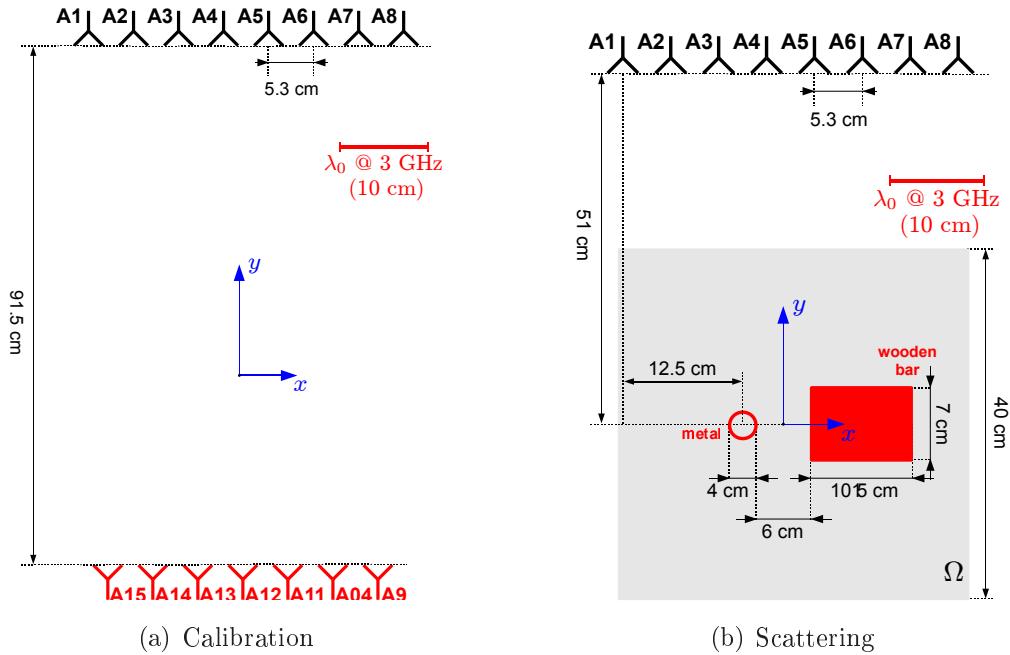 A1 A2 A3 A4 A5 A6 A7 A8
5.3 cm
λ0 @ 3 GHz
(10 cm)
91.5 cm
y
x
A15 A14 A13 A12 A11 A04 A9
(a) Calibration
A1 A2 A3 A4 A5 A6 A7 A8
5.3 cm
λ0 @ 3 GHz
(10 cm)
51 cm
y
wooden
bar
12.5 cm
x
metal
7 cm
40 cm
4 cm
6 cm
Ω
(b) Scattering